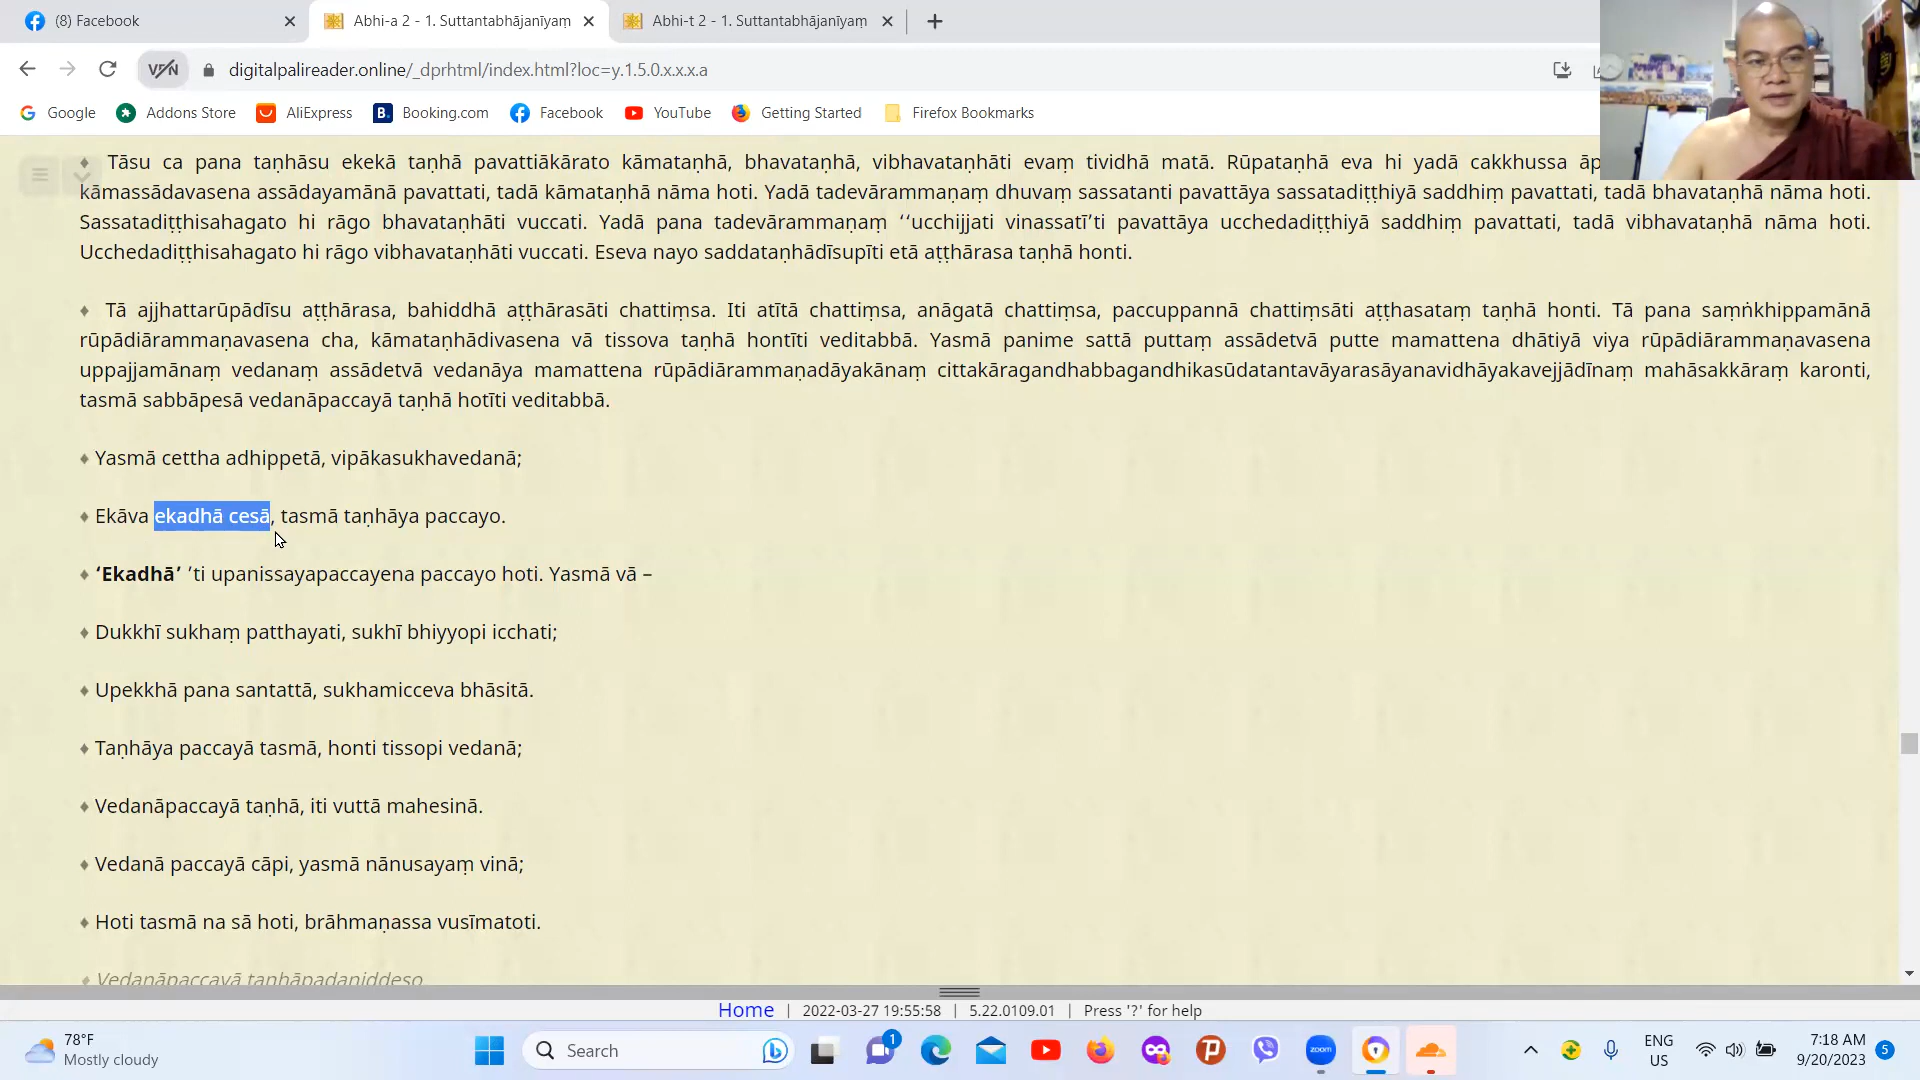 (8) Facebook
Abhi-a 2 - 1. Suttantabhājanīyaṃ
Abhi-t 2 - 1. Suttantabhājanīyaṃ
VPN
digitalpalireader.online/_dprhtml/index.html?loc=y.1.5.0.x.x.x.a
Google
Addons Store
AliExpress
Booking.com
Facebook
YouTube
Getting Started
Firefox Bookmarks
♦ Tāsu ca pana taṇhāsu ekekā taṇhā pavattiākārato kāmataṇhā, bhavataṇhā, vibhavataṇhāti evaṃ tividhā matā. Rūpataṇhā eva hi yadā cakkhussa
kāmassādavasena assādayamānā pavattati, tadā kāmataṇhā nāma hoti. Yadā tadevārammaṇaṃ dhuvaṃ sassatanti pavattāya sassatadiṭṭhiyā saddhiṃ pavattati, tadā bhavataṇhā nāma hoti.
Sassatadiṭṭhisahagato hi rāgo bhavataṇhāti vuccati. Yadā pana tadevārammaṇaṃ ‘‘ucchijjati vinassatī’ti pavattāya ucchedadiṭṭhiyā saddhiṃ pavattati, tadā vibhavataṇhā nāma hoti.
Ucchedadiṭṭhisahagato hi rāgo vibhavataṇhāti vuccati. Eseva nayo saddataṇhādīsupīti etā aṭṭhārasa taṇhā honti.
♦ Tā ajjhattarūpādīsu aṭṭhārasa, bahiddhā aṭṭhārasāti chattiṃsa. Iti atītā chattiṃsa, anāgatā chattiṃsa, paccuppannā chattiṃsāti aṭṭhasataṃ taṇhā honti. Tā pana saṃṅkhippamānā
rūpādiārammaṇavasena cha, kāmataṇhādivasena vā tissova taṇhā hontīti veditabbā. Yasmā panime sattā puttaṃ assādetvā putte mamattena dhātiyā viya rūpādiārammaṇavasena
uppajjamānaṃ vedanaṃ assādetvā vedanāya mamattena rūpādiārammaṇadāyakānaṃ cittakāragandhabbagandhikasūdatantavāyarasāyanavidhāyakavejjādīnaṃ mahāsakkāraṃ karonti,
tasmā sabbāpesā vedanāpaccayā taṇhā hotīti veditabbā.
♦ Yasmā cettha adhippetā, vipākasukhavedanā;
♦ Ekāva ekadhā cesā, tasmā taṇhāya paccayo.
♦ ‘Ekadhā’ ’ti upanissayapaccayena paccayo hoti. Yasmā vā –
♦ Dukkhī sukhaṃ patthayati, sukhī bhiyyopi icchati;
♦ Upekkhā pana santattā, sukhamicceva bhāsitā.
♦ Taṇhāya paccayā tasmā, honti tissopi vedanā;
♦ Vedanāpaccayā taṇhā, iti vuttā mahesinā.
♦ Vedanā paccayā cāpi, yasmā nānusayaṃ vinā;
♦ Hoti tasmā na sā hoti, brāhmaṇassa vusīmatoti.
♦ Vedanāpaccayā taṇhāpadaniddeso
Home | 2022-03-27 19:55:58 | 5.22.0109.01 | Press '?' for help
78°F
Mostly cloudy
Search
1
zoom
ENG
US
7:18 AM
9/20/2023
5